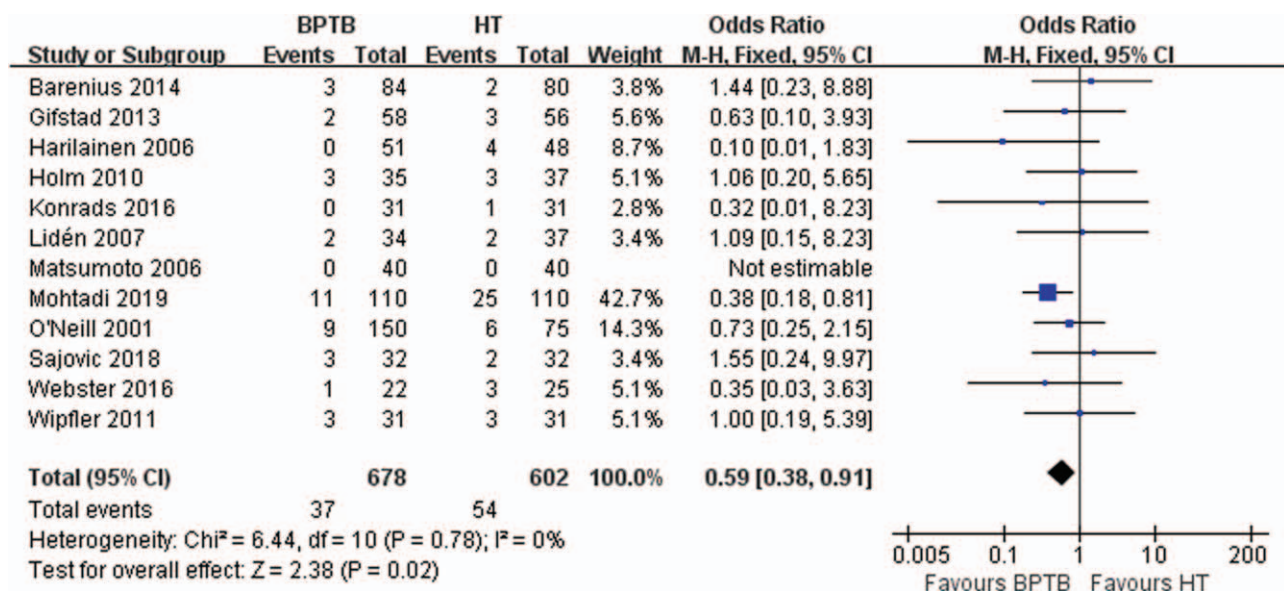 BPTB HT Odds Ratio Odds Ratio
Study or Subgroup Events Total Events Total Weight M-H, Fixed, 95% CI M-H, Fixed, 95% CI
Barenius 2014 3 84 2 80 3.8% 1.44 [0.23, 8.88]
Gifstad 2013 2 58 3 56 5.6% 0.63 [0.10, 3.93]
Harilainen 2006 0 51 4 48 8.7% 0.10 [0.01, 1.83]
Holm 2010 3 35 3 37 5.1% 1.06 [0.20, 5.65]
Konrads 2016 0 31 1 31 2.8% 0.32 [0.01, 8.23]
Lidén 2007 2 34 2 37 3.4% 1.09 [0.15, 8.23]
Matsumoto 2006 0 40 0 40 Not estimable
Mohtadi 2019 11 110 25 110 42.7% 0.38 [0.18, 0.81]
O'Neill 2001 9 150 6 75 14.3% 0.73 [0.25, 2.15]
Sajovic 2018 3 32 2 32 3.4% 1.55 [0.24, 9.97]
Webster 2016 1 22 3 25 5.1% 0.35 [0.03, 3.63]
Wipfler 2011 3 31 3 31 5.1% 1.00 [0.19, 5.39]
Total (95% CI) 678 602 100.0% 0.59 [0.38, 0.91]
Total events 37 54
Heterogeneity: Chi² = 6.44, df = 10 (P = 0.78); I² = 0%
Test for overall effect: Z = 2.38 (P = 0.02)
0.005 0.1 1 10 200
Favours BPTB Favours HT